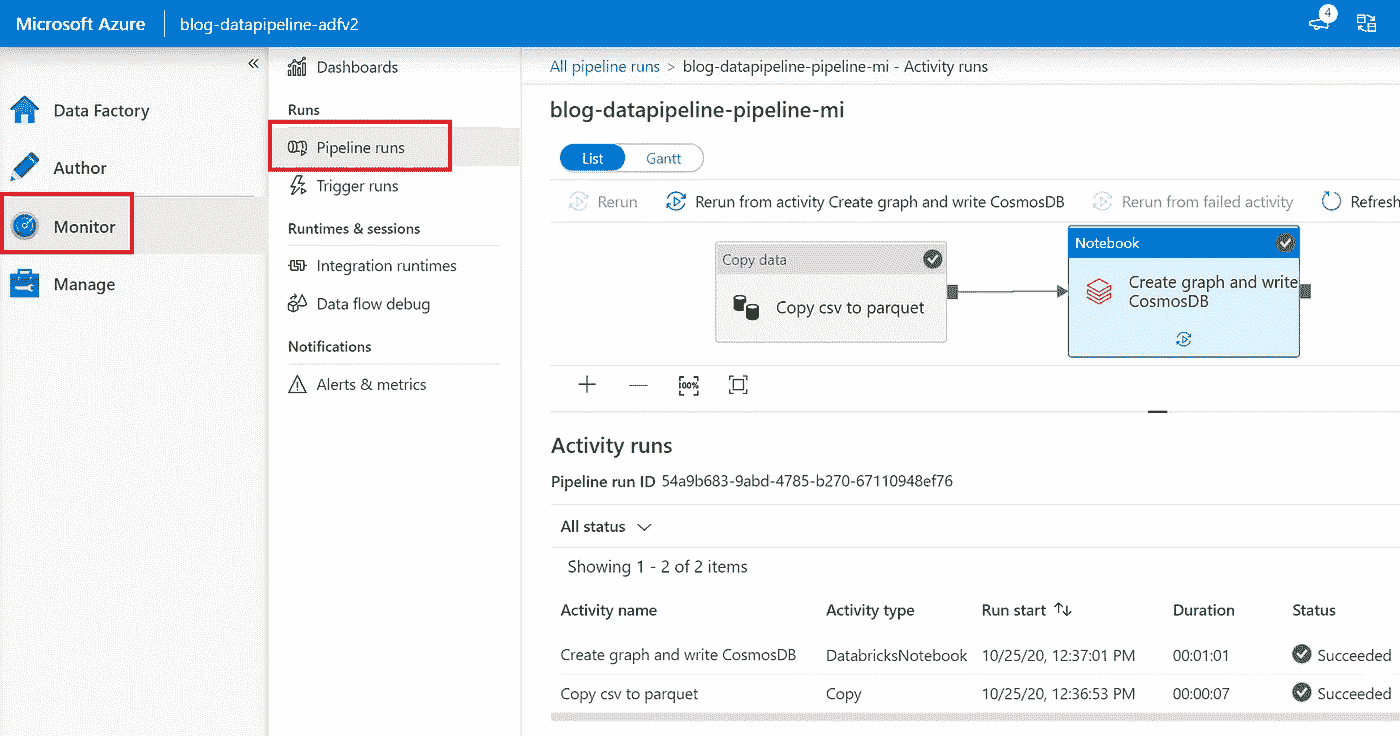 Microsoft Azure
blog-datapipeline-adfv2
4
«
Data Factory
Author
Monitor
Manage
Dashboards
Runs
Pipeline runs
Trigger runs
Runtimes & sessions
Integration runtimes
Data flow debug
Notifications
Alerts & metrics
All pipeline runs > blog-datapipeline-pipeline-mi - Activity runs
blog-datapipeline-pipeline-mi
List Gantt
Rerun Rerun from activity Create graph and write CosmosDB Rerun from failed activity Refresh
Copy data
Copy csv to parquet
Notebook
Create graph and write
CosmosDB
100%
Activity runs
Pipeline run ID 54a9b683-9abd-4785-b270-67110948ef76
All status
Showing 1 - 2 of 2 items
Activity name Activity type Run start Duration Status
Create graph and write CosmosDB DatabricksNotebook 10/25/20, 12:37:01 PM 00:01:01 Succeeded
Copy csv to parquet Copy 10/25/20, 12:36:53 PM 00:00:07 Succeeded